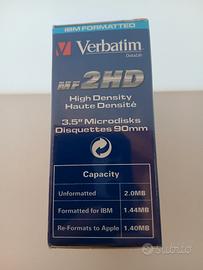 IBM FORMATTED
Verbatim
DataLife
MF 2HD
High Density
Haute Densité
3.5" Microdisks
Disquettes 90mm
Capacity
Unformatted 2.0MB
Formatted for IBM 1.44MB
Re-Formats to Apple 1.40MB
subito